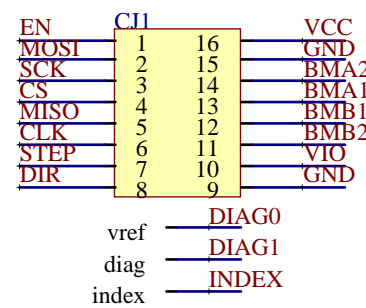 CJ1
EN 1 16 VCC
MOSI 2 15 GND
SCK 3 14 BMA2
CS 4 13 BMA1
MISO 5 12 BMB1
CLK 6 11 BMB2
STEP 7 10 VIO
DIR 8 9 GND
vref DIAG0
diag DIAG1
index INDEX